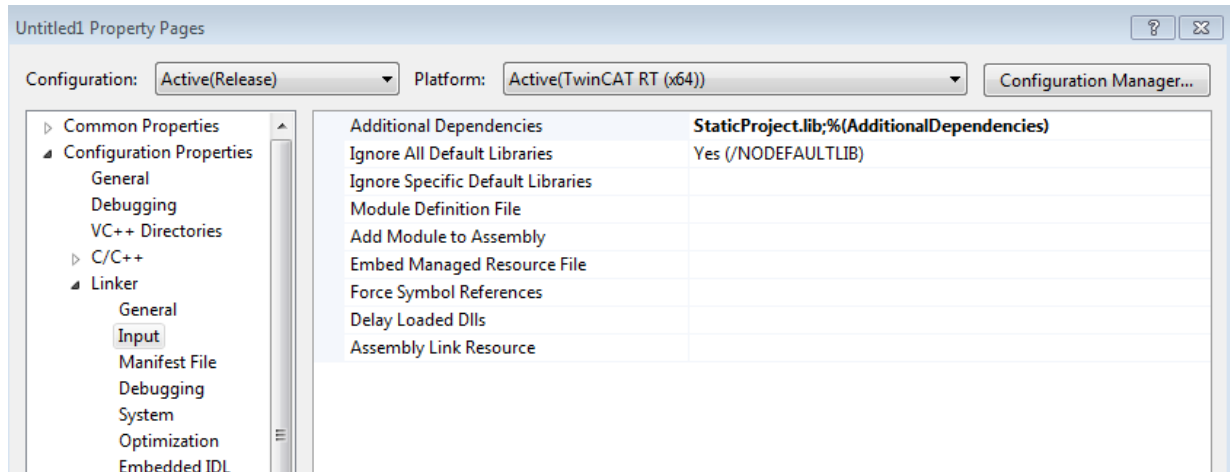 Untitled1 Property Pages
Configuration: Active(Release) Platform: Active(TwinCAT RT (x64)) Configuration Manager...
Common Properties
Configuration Properties
General
Debugging
VC++ Directories
C/C++
Linker
General
Input
Manifest File
Debugging
System
Optimization
Embedded IDL
Additional Dependencies StaticProject.lib;%(AdditionalDependencies)
Ignore All Default Libraries Yes (/NODEFAULTLIB)
Ignore Specific Default Libraries
Module Definition File
Add Module to Assembly
Embed Managed Resource File
Force Symbol References
Delay Loaded Dlls
Assembly Link Resource